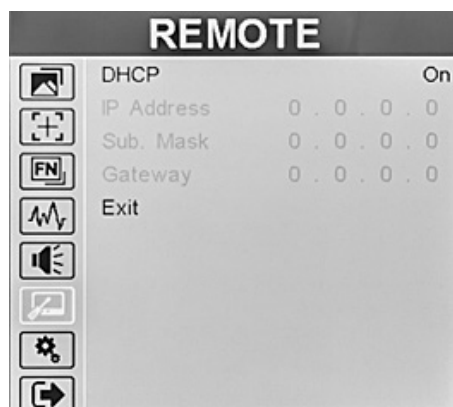 REMOTE
DHCP On
IP Address 0 . 0 . 0 . 0
Sub. Mask 0 . 0 . 0 . 0
FN
Gateway 0 . 0 . 0 . 0
Exit